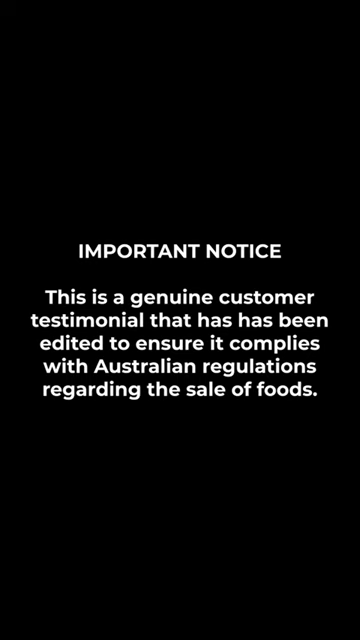 IMPORTANT NOTICE
This is a genuine customer
testimonial that has has been
edited to ensure it complies
with Australian regulations
regarding the sale of foods.